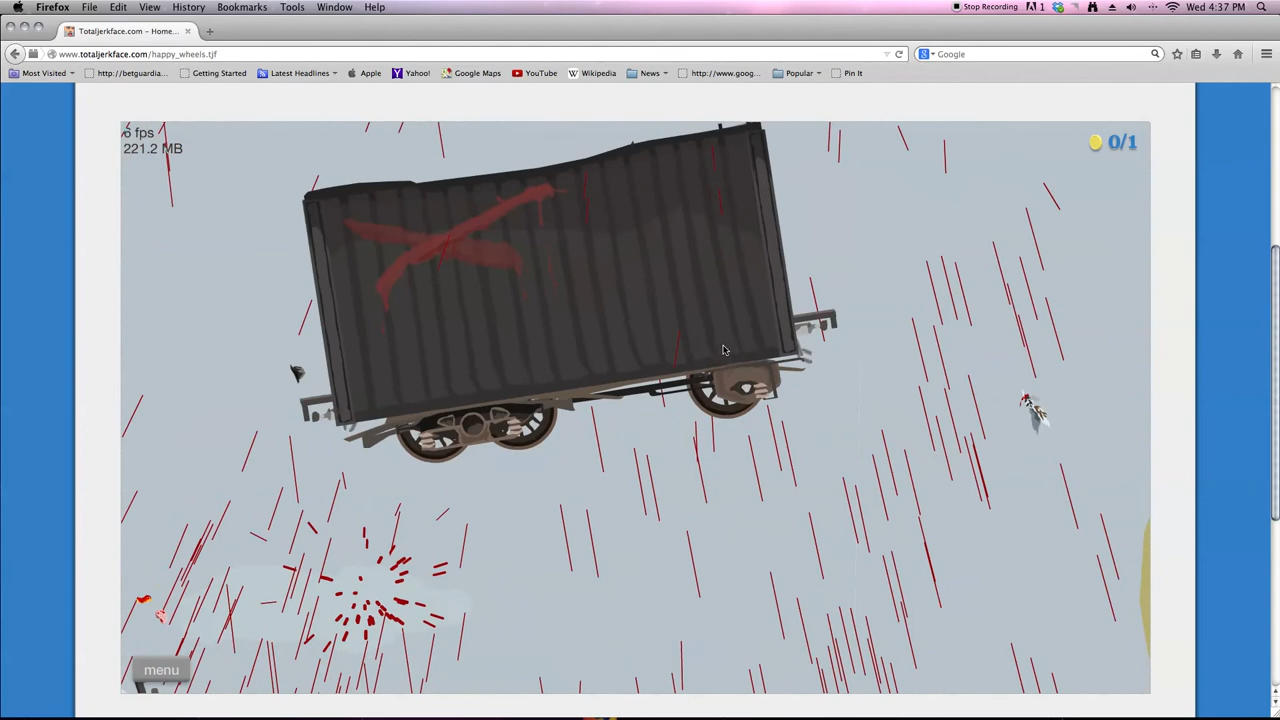 Firefox File Edit View History Bookmarks Tools Window Help Stop Recording 1 Wed 4:37 PM
Totaljerkface.com - Home...
www.totaljerkface.com/happy_wheels.tjf Google
Most Visited http://betguardia... Getting Started Latest Headlines Apple Yahoo! Google Maps YouTube Wikipedia News http://www.goog... Popular Pin It
6 fps
221.2 MB
0/1
menu